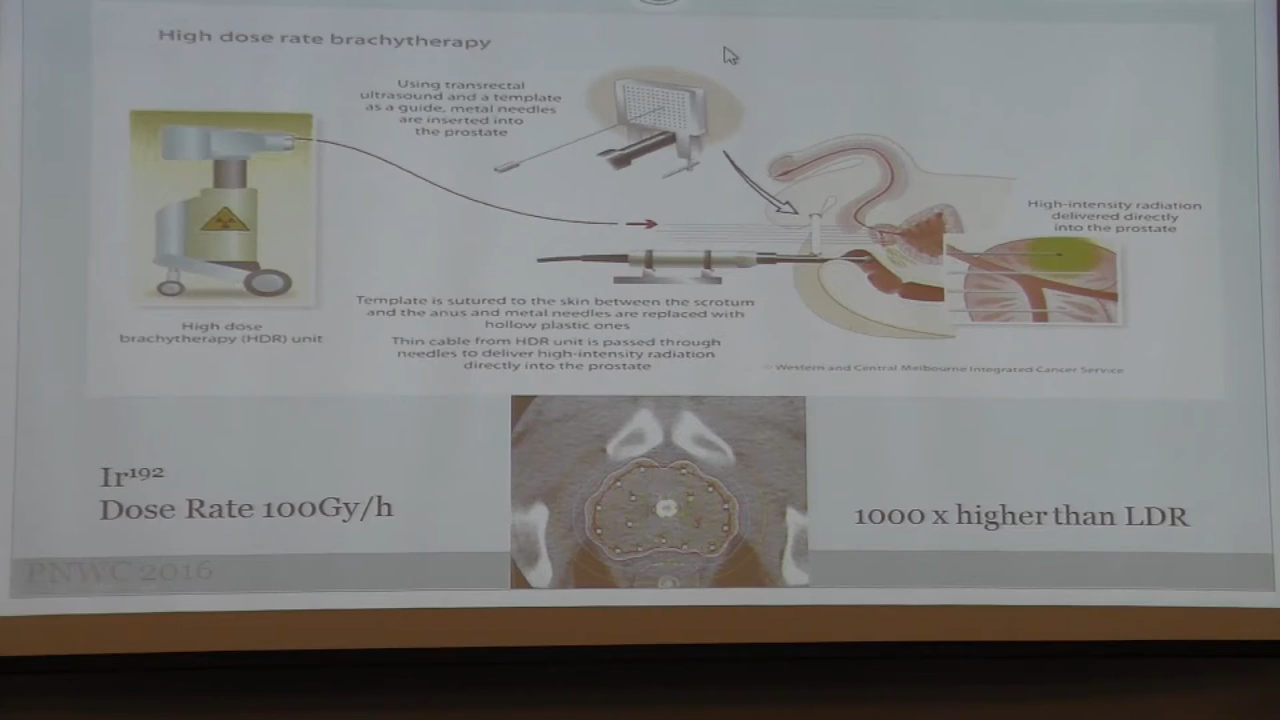 High dose rate brachytherapy
Using transrectal
ultrasound and a template
as a guide, metal needles
are inserted into
the prostate
High-intensity radiation
delivered directly
into the prostate
Template is sutured to the skin between the scrotum
and the anus and metal needles are replaced with
hollow plastic ones
High dose
brachytherapy (HDR) unit
Thin cable from HDR unit is passed through
needles to deliver high-intensity radiation
directly into the prostate
© Western and Central Melbourne Integrated Cancer Service
Ir¹⁹²
Dose Rate 100Gy/h
1000 x higher than LDR
PNWC 2016